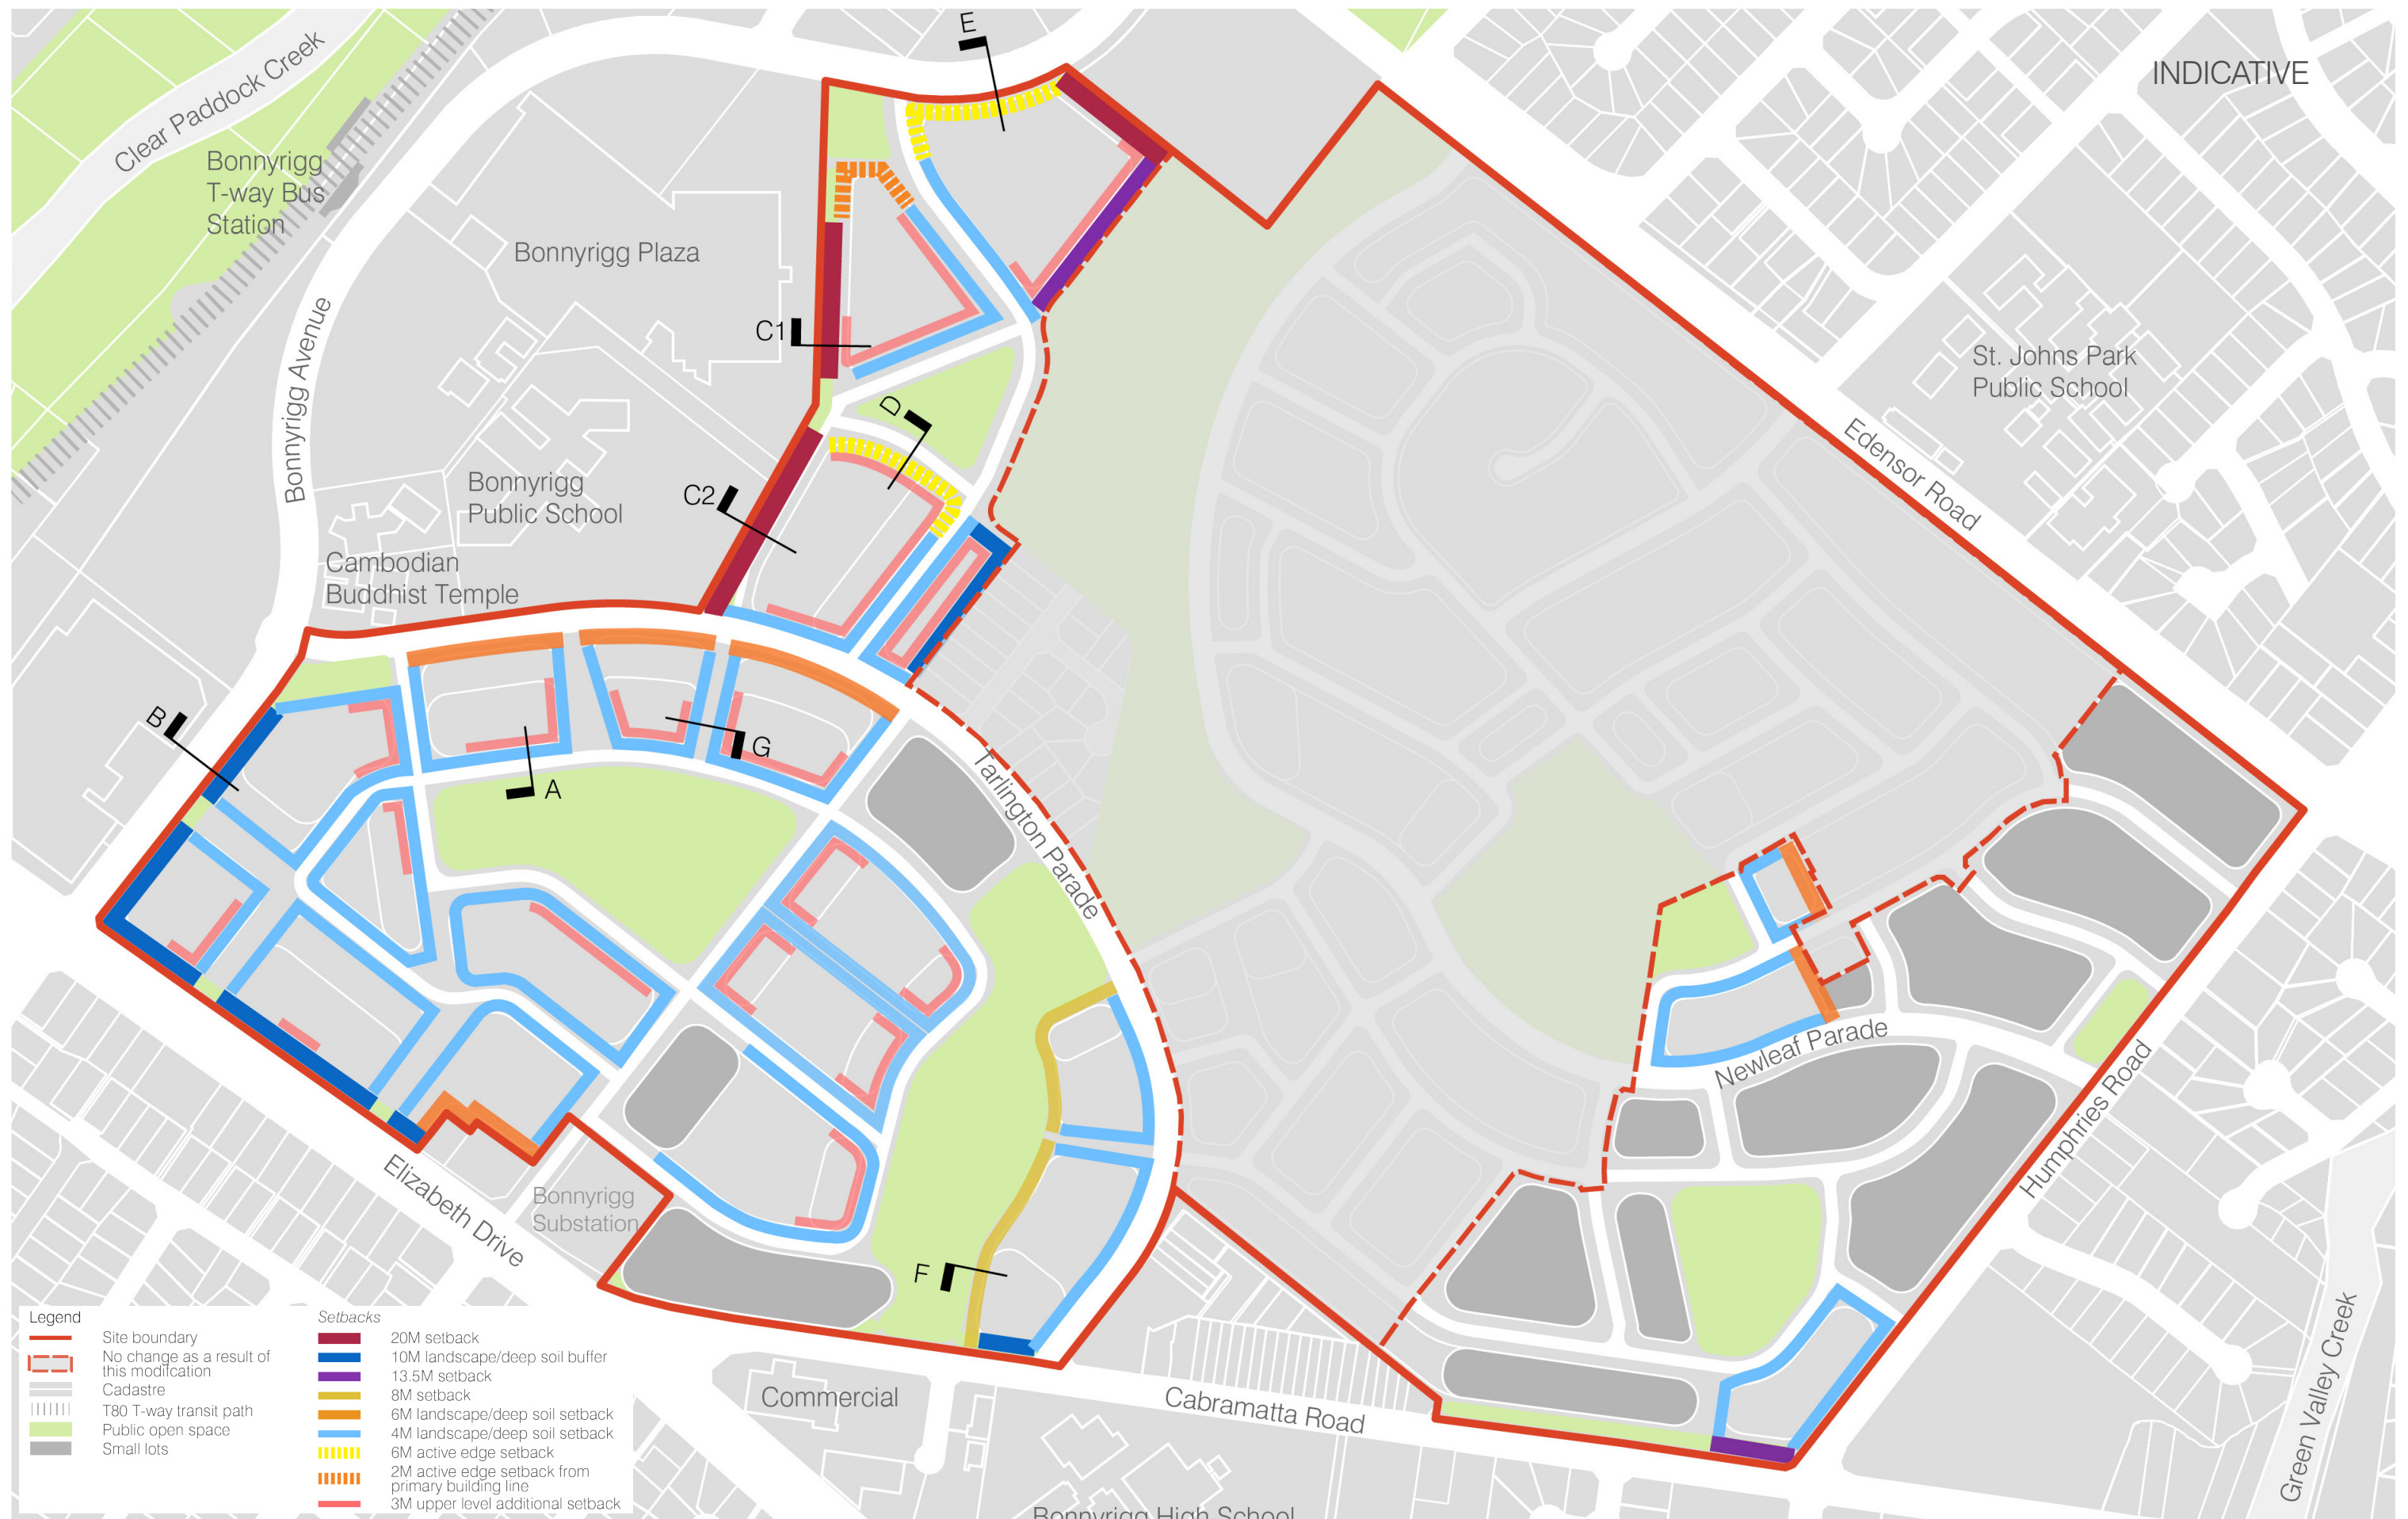 INDICATIVE
E
Clear Paddock Creek
Bonnyrigg
T-way Bus
Station
Bonnyrigg Plaza
Bonnyrigg Avenue
C1
D
C2
St. Johns Park
Public School
Edensor Road
Bonnyrigg
Public School
Cambodian
Buddhist Temple
B
G
A
Tarlington Parade
Newleaf Parade
Humphries Road
Elizabeth Drive
Bonnyrigg
Substation
F
Commercial
Cabramatta Road
Green Valley Creek
Bonnyrigg High School
Legend
Site boundary
No change as a result of
this modifcation
Cadastre
T80 T-way transit path
Public open space
Small lots
Setbacks
20M setback
10M landscape/deep soil buffer
13.5M setback
8M setback
6M landscape/deep soil setback
4M landscape/deep soil setback
6M active edge setback
2M active edge setback from
primary building line
3M upper level additional setback